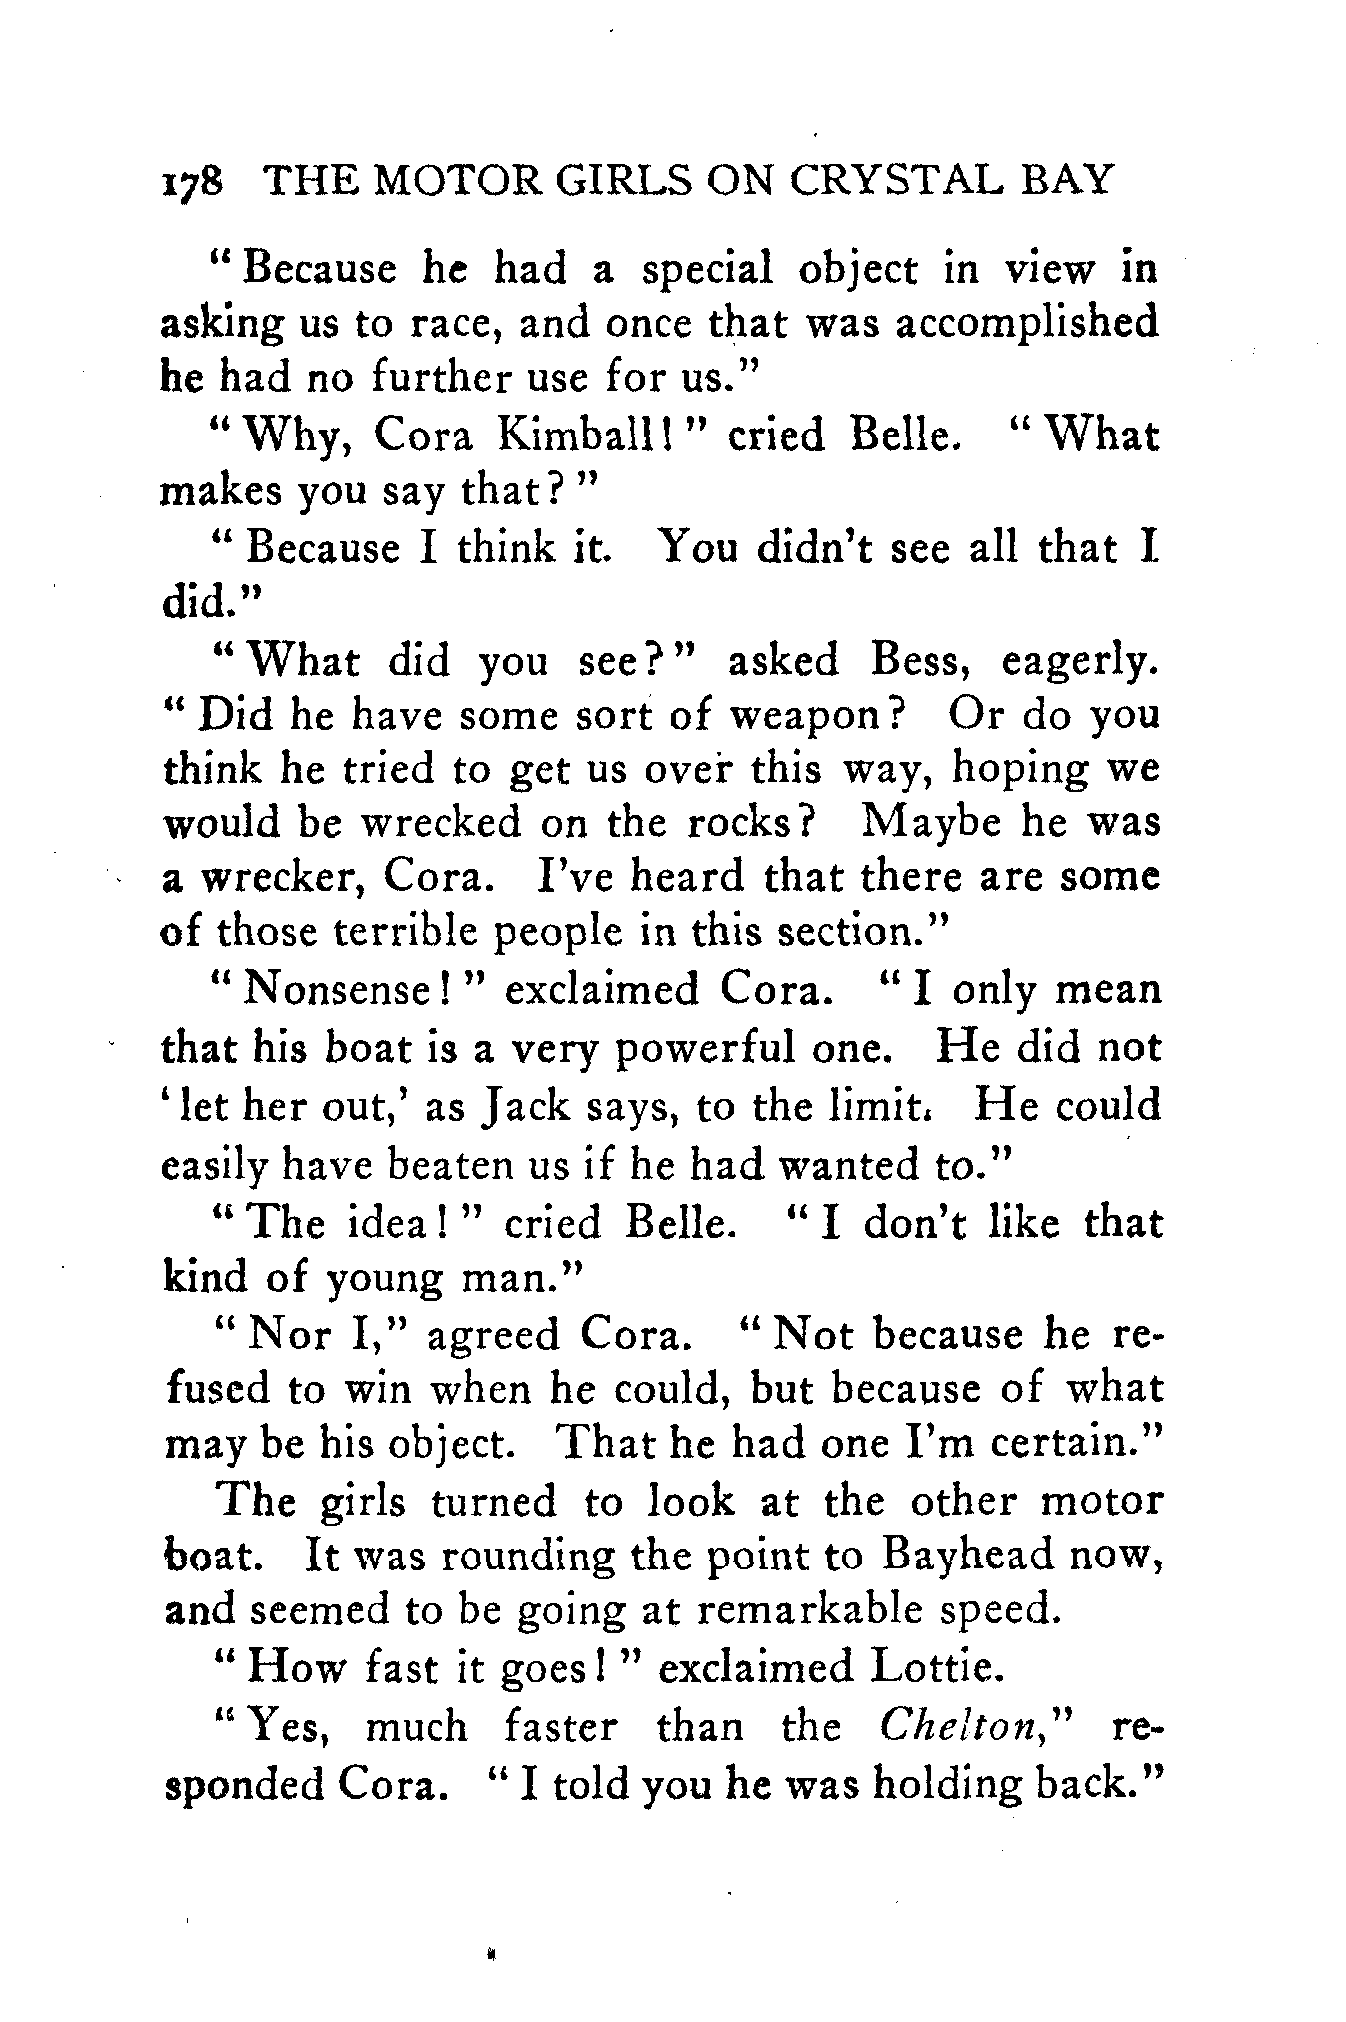 178 THE MOTOR GIRLS ON CRYSTAL BAY
"Because he had a special object in view in
asking us to race, and once that was accomplished
he had no further use for us."
"Why, Cora Kimball!" cried Belle. "What
makes you say that?"
"Because I think it. You didn't see all that I
did."
"What did you see?" asked Bess, eagerly.
"Did he have some sort of weapon? Or do you
think he tried to get us over this way, hoping we
would be wrecked on the rocks? Maybe he was
a wrecker, Cora. I've heard that there are some
of those terrible people in this section."
"Nonsense!" exclaimed Cora. "I only mean
that his boat is a very powerful one. He did not
'let her out,' as Jack says, to the limit. He could
easily have beaten us if he had wanted to."
"The idea!" cried Belle. "I don't like that
kind of young man."
"Nor I," agreed Cora. "Not because he re-
fused to win when he could, but because of what
may be his object. That he had one I'm certain."
The girls turned to look at the other motor
boat. It was rounding the point to Bayhead now,
and seemed to be going at remarkable speed.
"How fast it goes!" exclaimed Lottie.
"Yes, much faster than the Chelton," re-
sponded Cora. "I told you he was holding back."